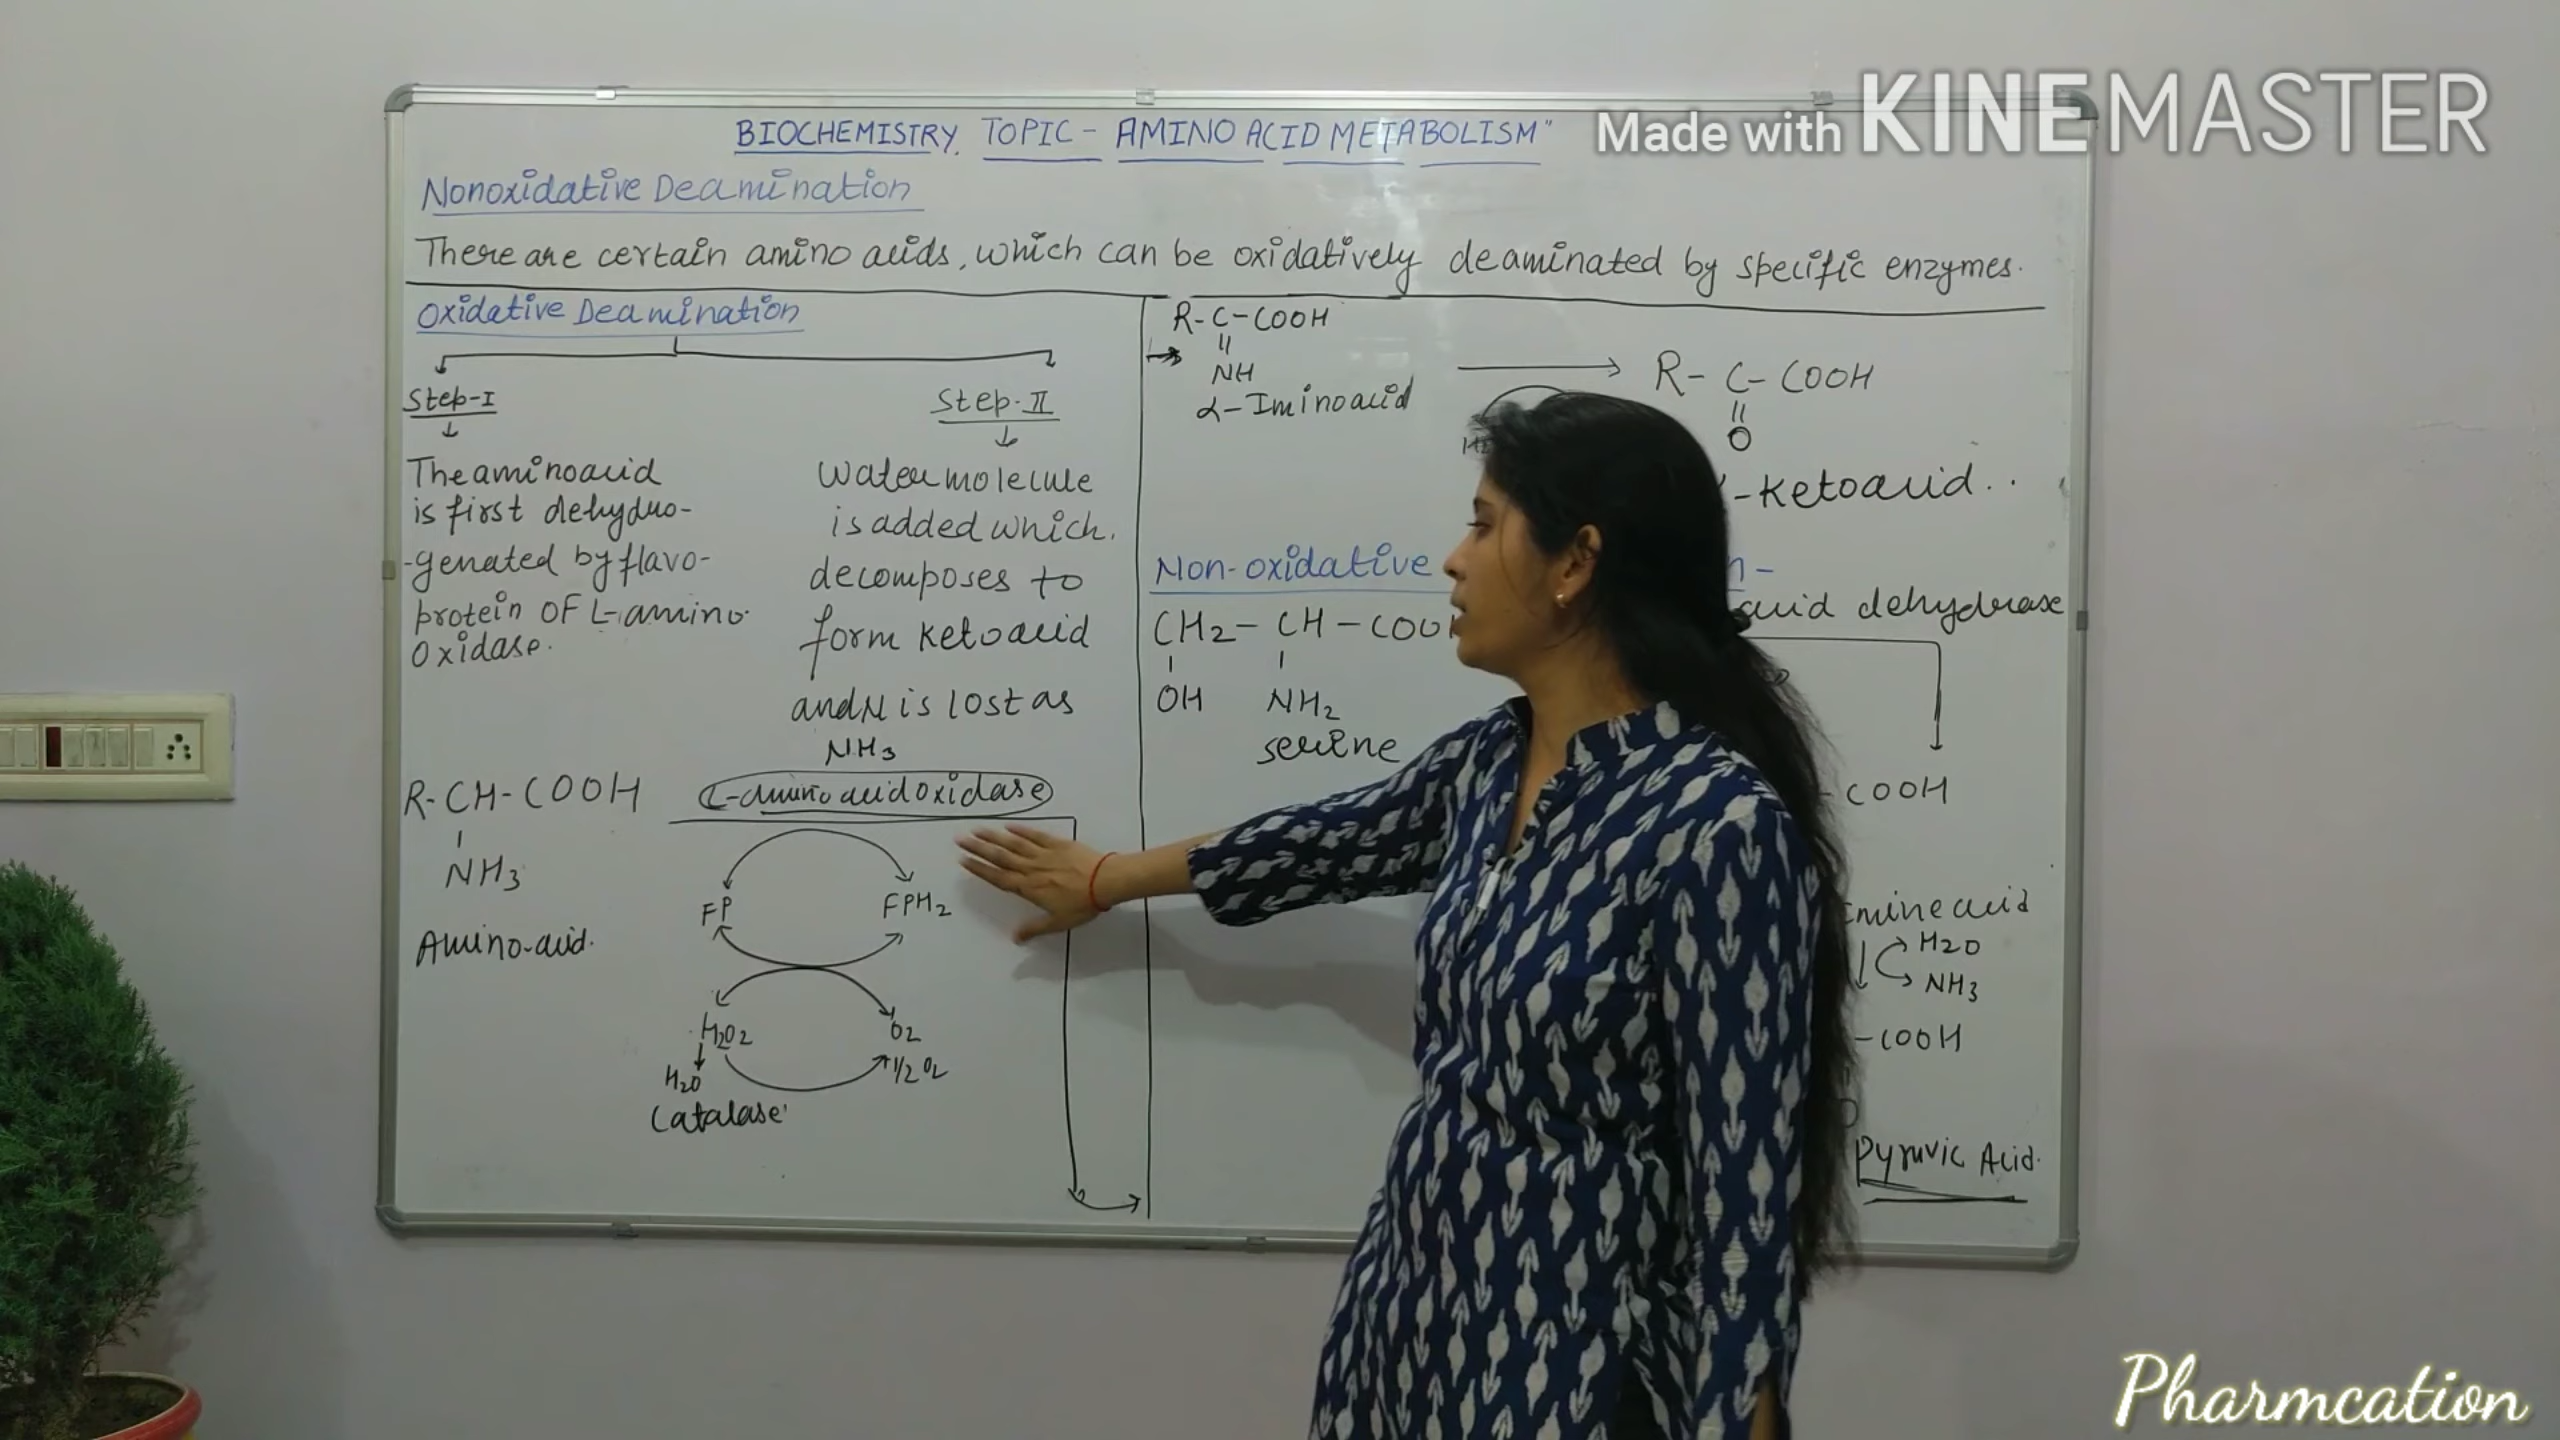 Made with KINEMASTER
BIOCHEMISTRY, TOPIC - AMINO ACID METABOLISM"
Nonoxidative Deamination
There are certain amino acids, which can be oxidatively deaminated by specific enzymes.
Oxidative Deamination
Step-I
The aminoacid
is first dehydro-
-genated by flavo-
protein OF L-amino
Oxidase.
Step-II
Water molecule
is added which,
decomposes to
form ketoacid
and N is lost as
NH3
R-CH-COOH
NH3
Amino-acid.
L-amino acid oxidase
FP
FPH2
H2O2
O2
H2O
1/2 O2
Catalase
R-C-COOH
NH
α-Iminoacid
R-C-COOH
O
-Ketoacid..
Non-oxidative
acid dehydrase
CH2-CH-COO
OH NH2
serine
COOH
Imine acid
H2O
NH3
-COOH
Pyruvic Acid.
Pharmcation